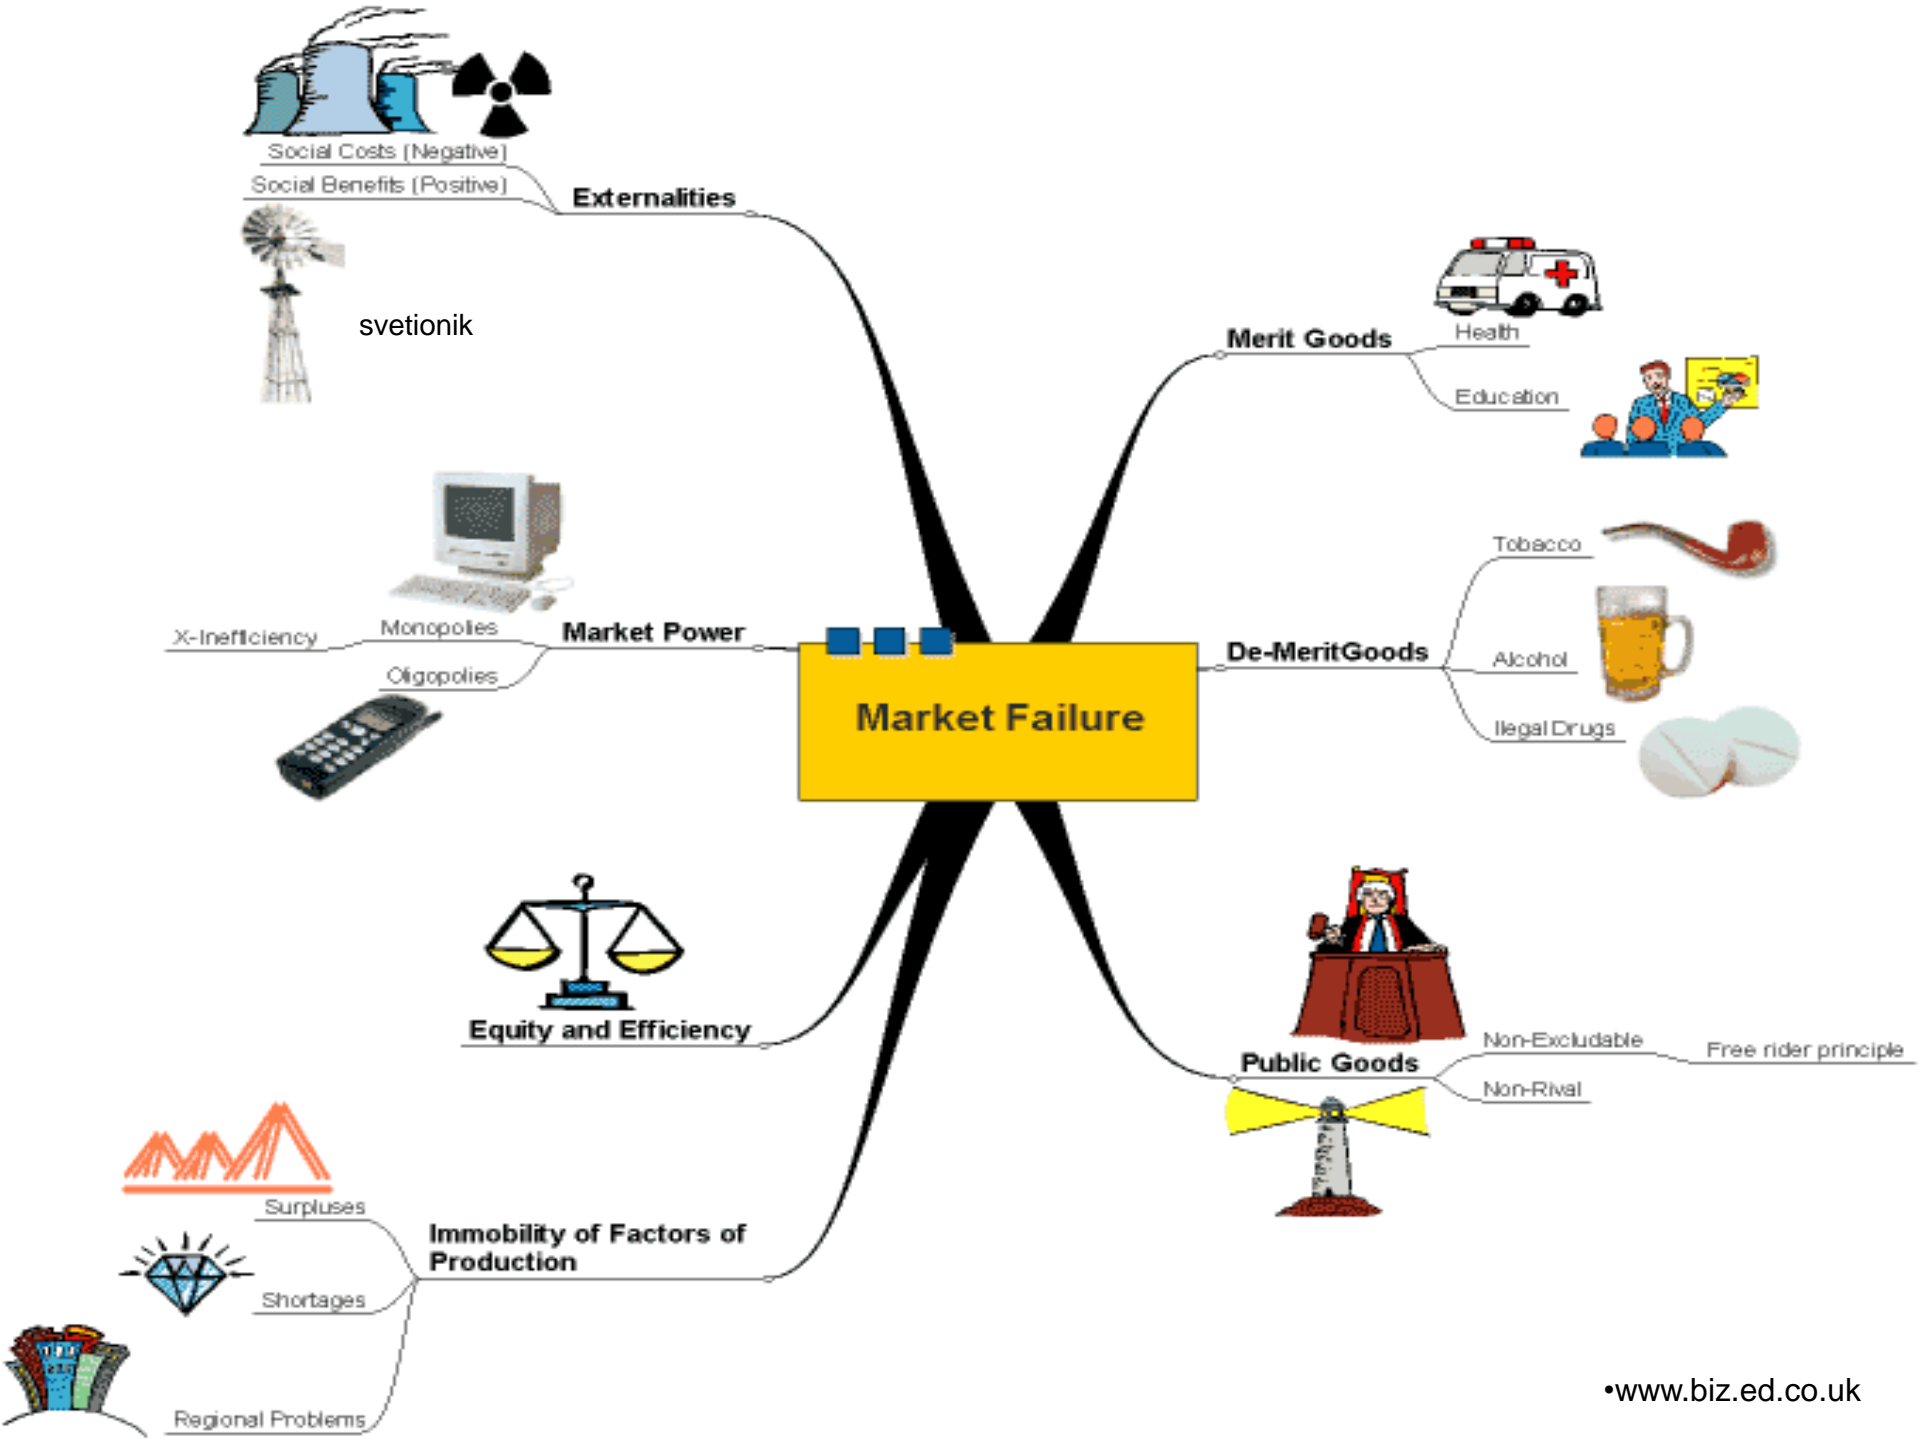 Social Costs (Negative)
Social Benefits (Positive)
Externalities
svetionik
Merit Goods
Health
Education
Tobacco
X-Inefficiency
Monopolies
Market Power
Oligopolies
De-MeritGoods
Alcohol
Ilegal Drugs
Market Failure
Equity and Efficiency
Public Goods
Non-Excludable
Free rider principle
Non-Rival
Surpluses
Immobility of Factors of
Production
Shortages
Regional Problems
•www.biz.ed.co.uk